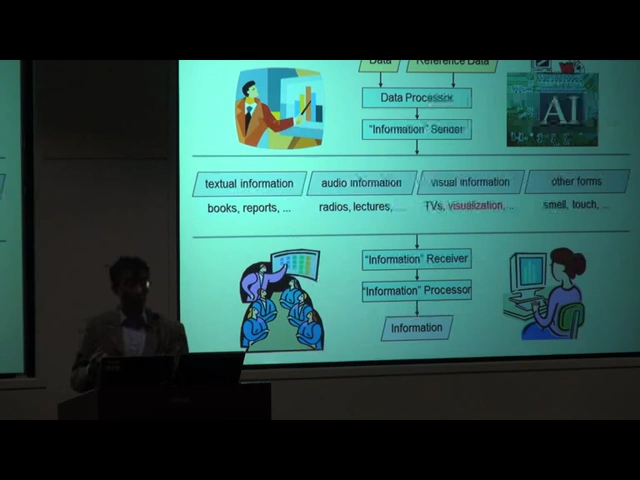 Data
Reference Data
Data Processor
"Information" Sender
AI
textual information
audio information
visual information
other forms
books, reports, ...
radios, lectures, ...
TVs, visualization, ..
smell, touch, ...
"Information" Receiver
"Information" Processor
Information